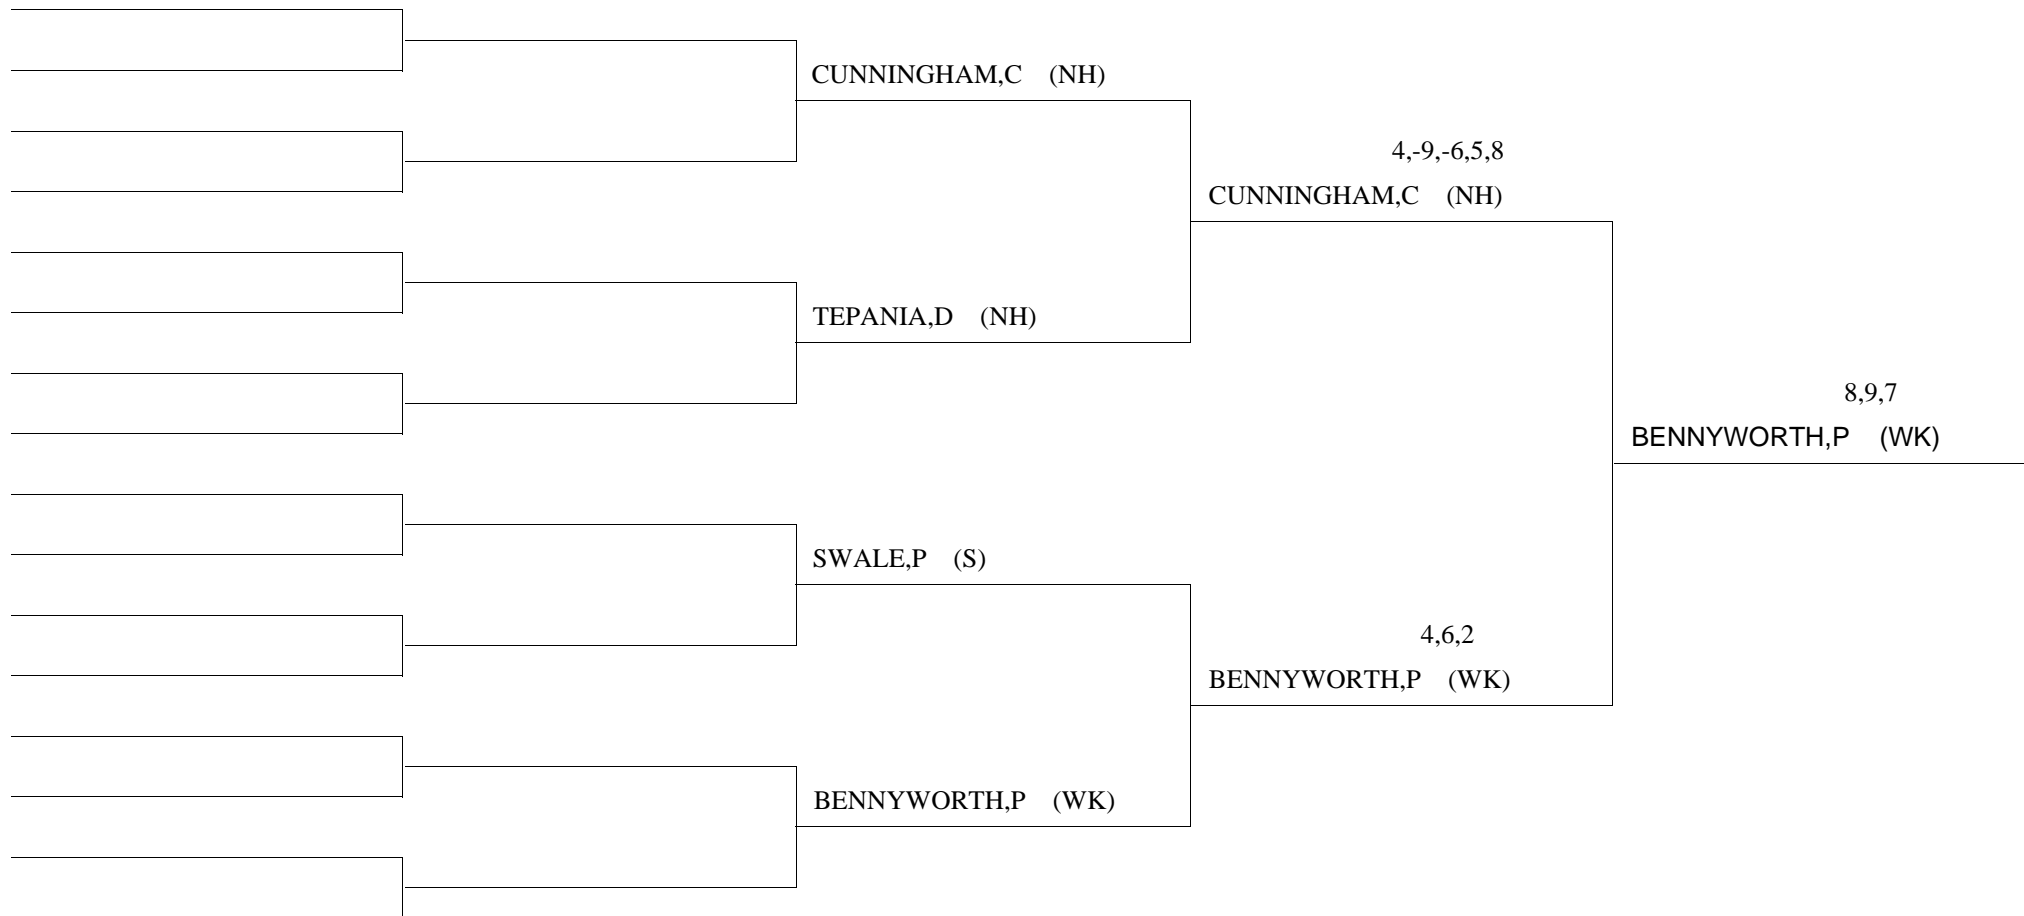 CUNNINGHAM,C (NH)
4,-9,-6,5,8
CUNNINGHAM,C (NH)
TEPANIA,D (NH)
8,9,7
BENNYWORTH,P (WK)
SWALE,P (S)
4,6,2
BENNYWORTH,P (WK)
BENNYWORTH,P (WK)